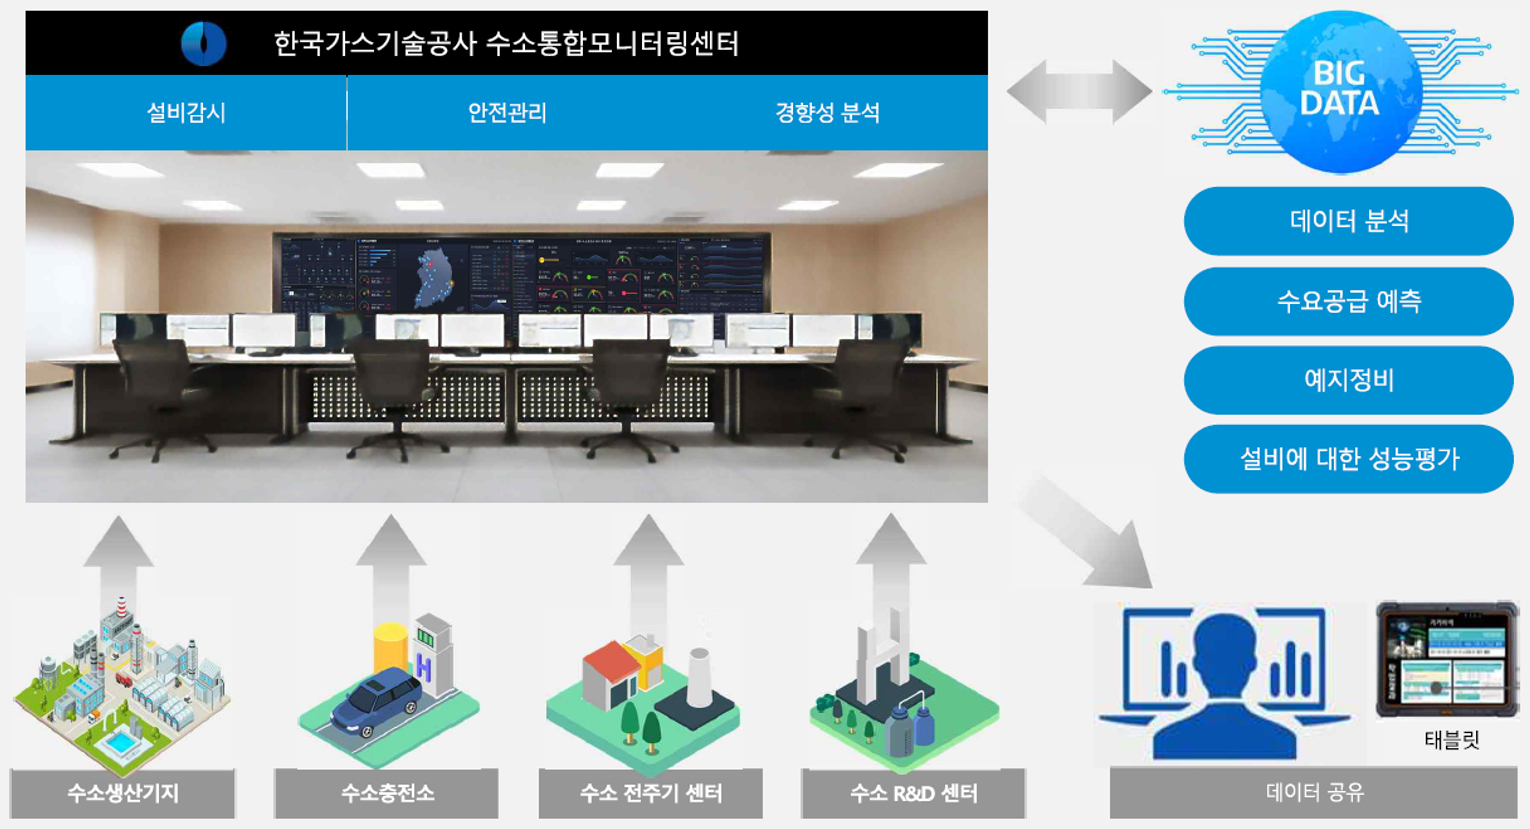 한국가스기술공사 수소통합모니터링센터
설비감시
안전관리
경향성 분석
BIG
DATA
데이터 분석
수요공급 예측
예지정비
설비에 대한 성능평가
수소생산기지
수소충전소
수소 전주기 센터
수소 R&D 센터
태블릿
데이터 공유